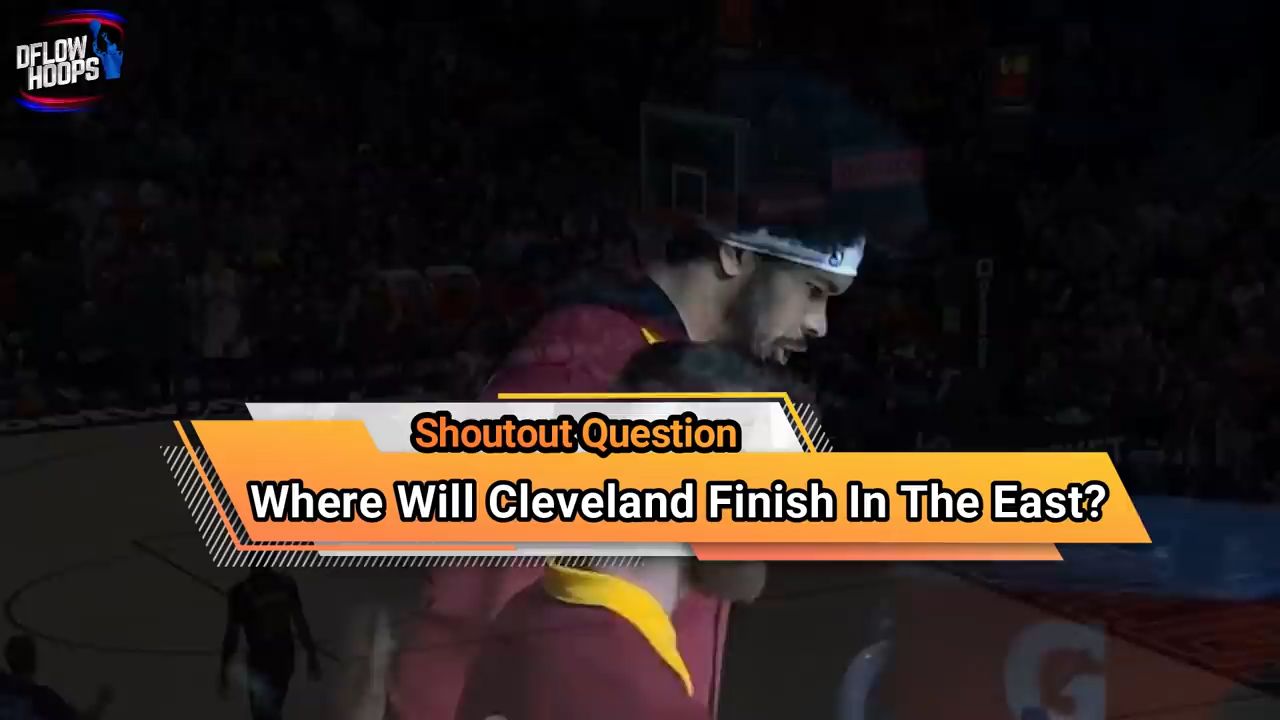 DFLOW
HOOPS
Shoutout Question
Where Will Cleveland Finish In The East?
G